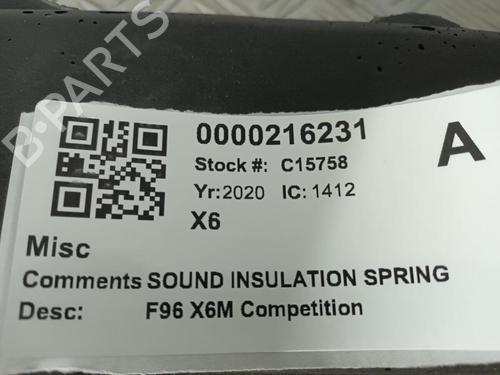 0000216231
A
Stock #: C15758
Yr: 2020 IC: 1412
X6
Misc
Comments SOUND INSULATION SPRING
Desc: F96 X6M Competition
B-PARTS